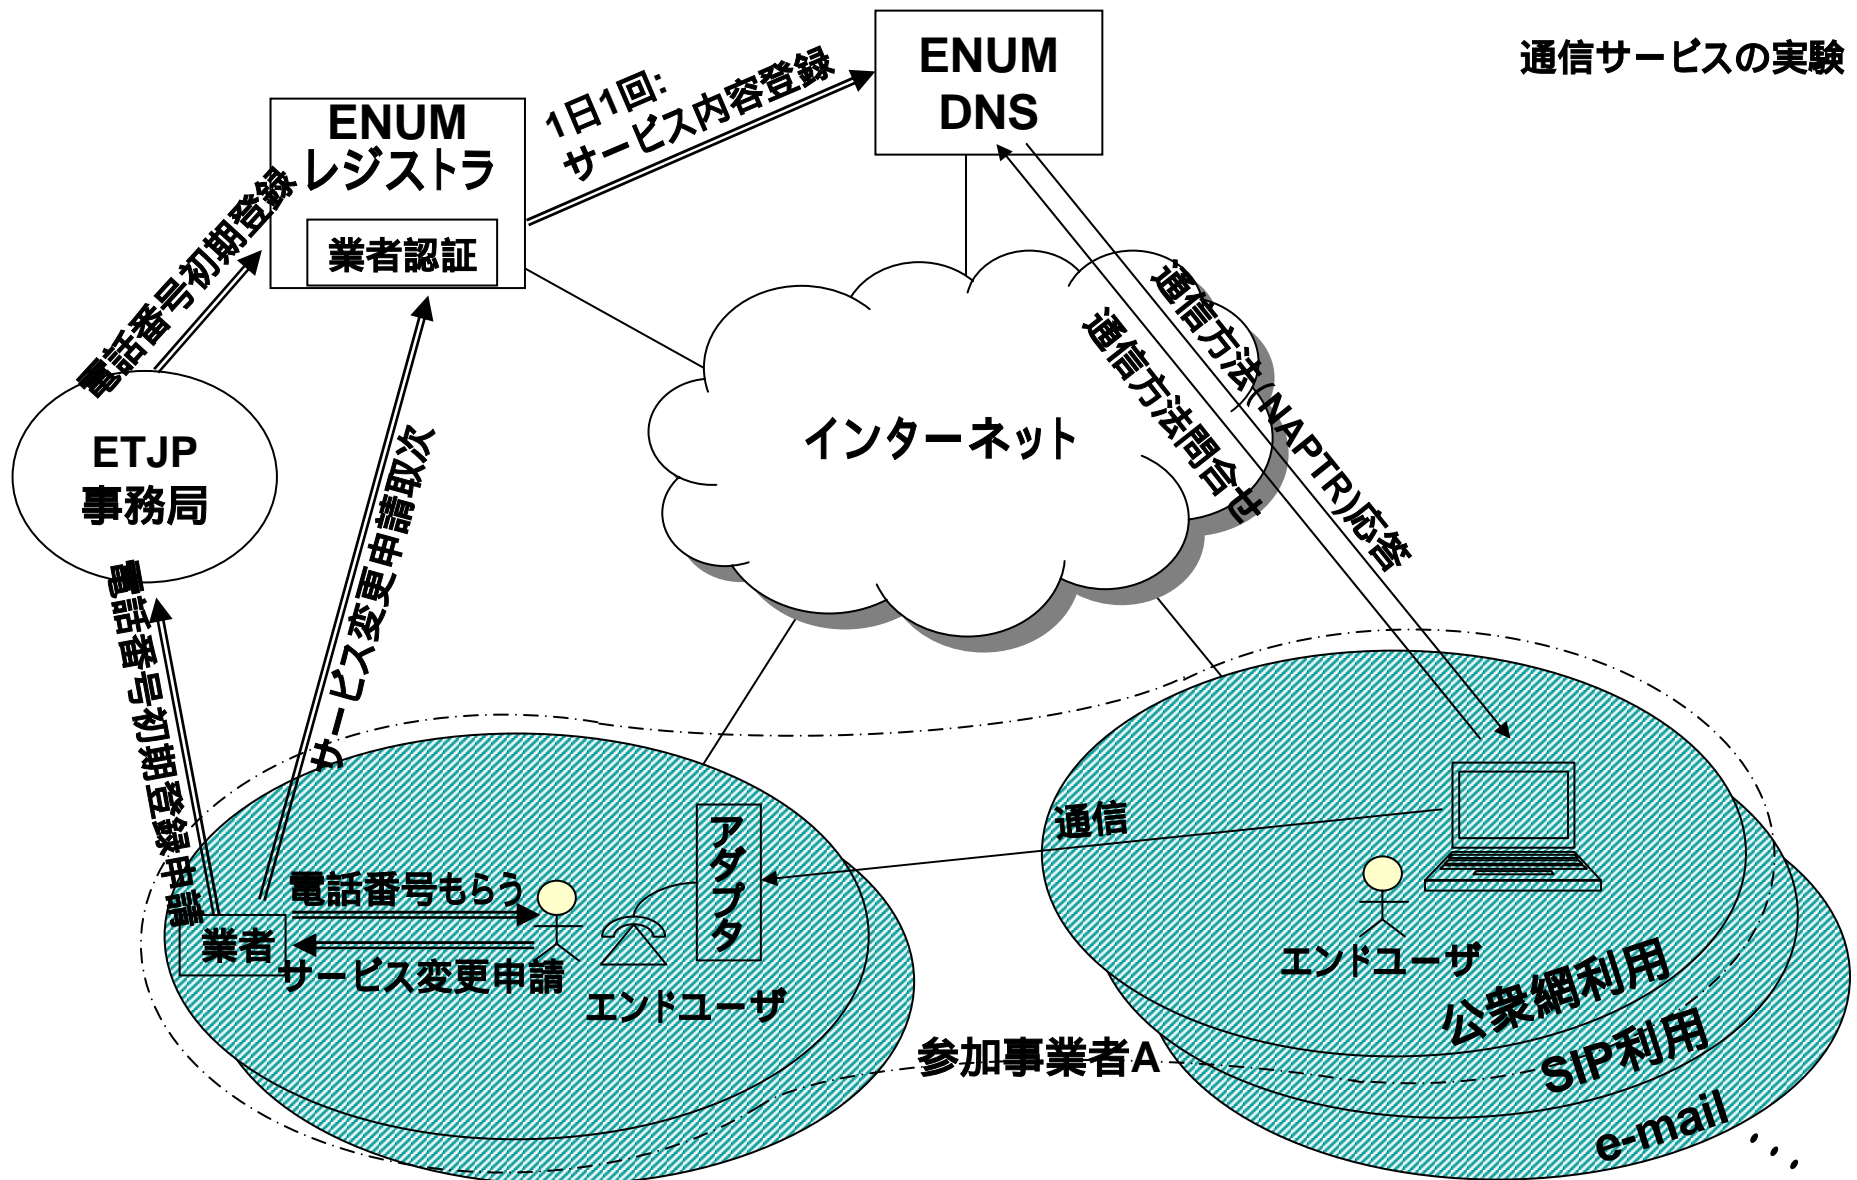 通信サービスの実験
ENUM
DNS
1日1回:
サービス内容登録
ENUM
レジストラ
業者認証
電話番号初期登録
ETJP
事務局
サービス変更申請取次
電話番号初期登録申請
インターネット
通信方法(NAPTR)応答
通信方法問合せ
通信
アダプタ
電話番号もらう
業者
サービス変更申請
エンドユーザ
エンドユーザ
公衆網利用
SIP利用
e-mail
・・・
参加事業者A